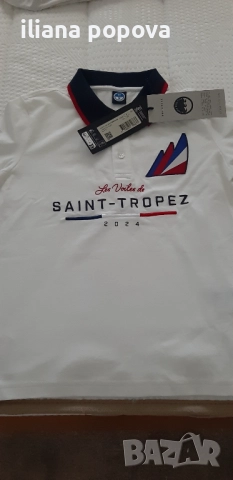 iliana popova
Les Voiles de
SAINT-TROPEZ
2024
BAZAR